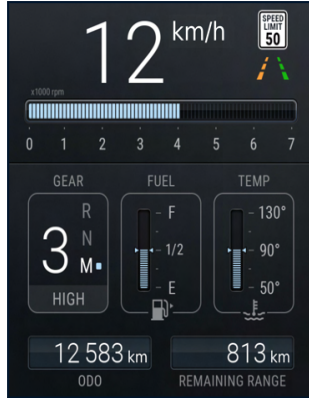 12 km/h
SPEED
LIMIT
50
x1000 rpm
0 1 2 3 4 5 6 7
GEAR
R
3 N
M
HIGH
FUEL
F
1/2
E
TEMP
130°
90°
50°
12 583 km
ODO
813 km
REMAINING RANGE